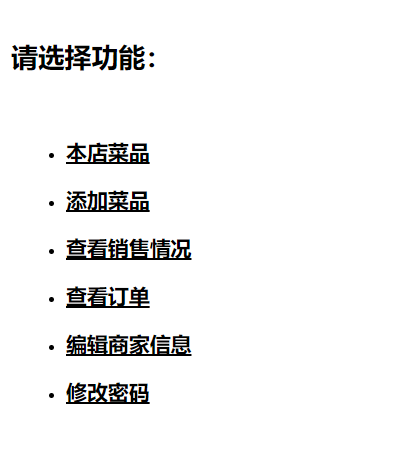 请选择功能：
本店菜品
添加菜品
查看销售情况
查看订单
编辑商家信息
修改密码